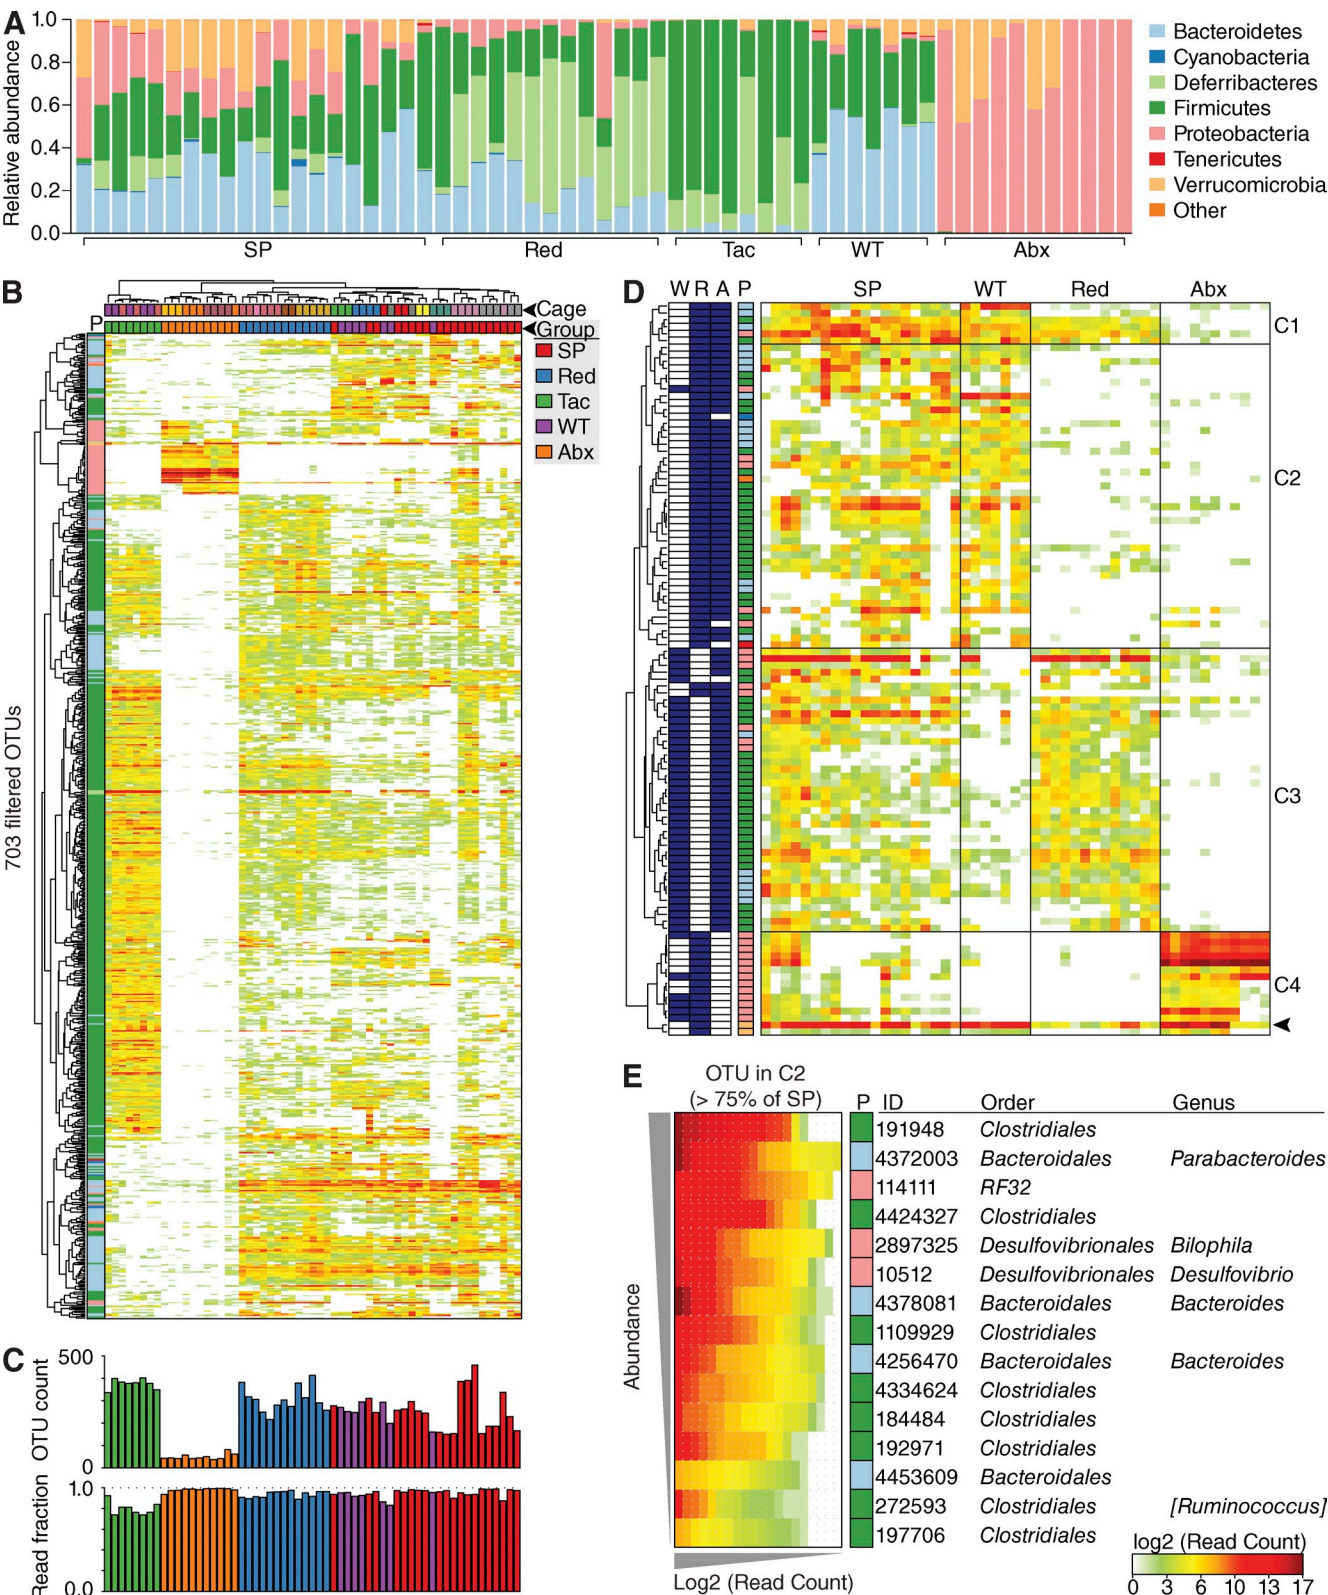 A
Relative abundance
1.0
0.8
0.6
0.4
0.2
0.0
SP Red Tac WT Abx
Bacteroidetes
Cyanobacteria
Deferribacteres
Firmicutes
Proteobacteria
Tenericutes
Verrucomicrobia
Other
B
P
Cage
Group
SP
Red
Tac
WT
Abx
703 filtered OTUs
C
OTU count
500
0
Read fraction
1.0
0.0
D
W R A P SP WT Red Abx
C1
C2
C3
C4
E
OTU in C2
(> 75% of SP)
P ID Order Genus
191948 Clostridiales
4372003 Bacteroidales Parabacteroides
114111 RF32
4424327 Clostridiales
2897325 Desulfovibrionales Bilophila
10512 Desulfovibrionales Desulfovibrio
4378081 Bacteroidales Bacteroides
1109929 Clostridiales
4256470 Bacteroidales Bacteroides
4334624 Clostridiales
184484 Clostridiales
192971 Clostridiales
4453609 Bacteroidales
272593 Clostridiales [Ruminococcus]
197706 Clostridiales
Abundance
Log2 (Read Count)
log2 (Read Count)
0 3 6 10 13 17